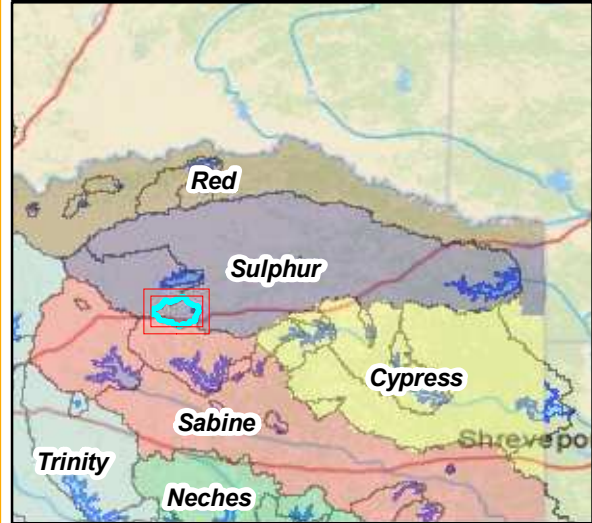 Red
Sulphur
Cypress
Sabine
Shrevepo
Trinity
Neches